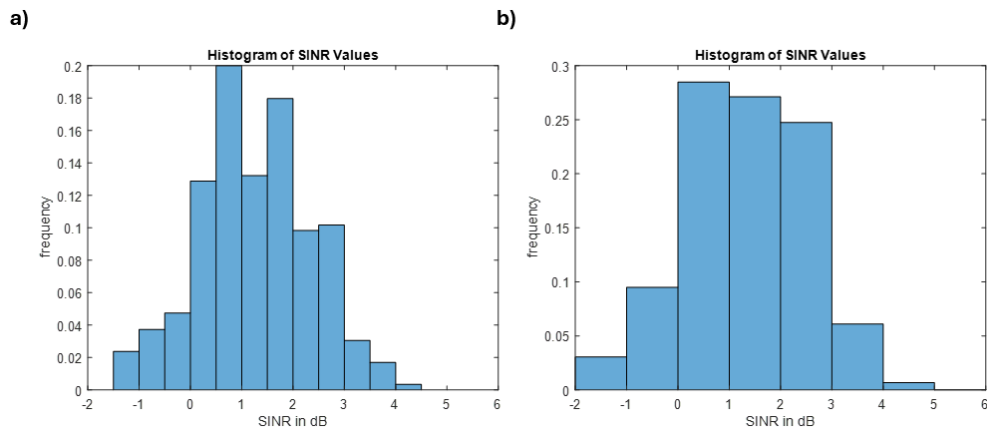 a)
Histogram of SINR Values
0.2
0.18
0.16
0.14
0.12
0.1
0.08
0.06
0.04
0.02
0
frequency
-2 -1 0 1 2 3 4 5 6
SINR in dB
b)
Histogram of SINR Values
0.3
0.25
0.2
0.15
0.1
0.05
0
frequency
-2 -1 0 1 2 3 4 5 6
SINR in dB